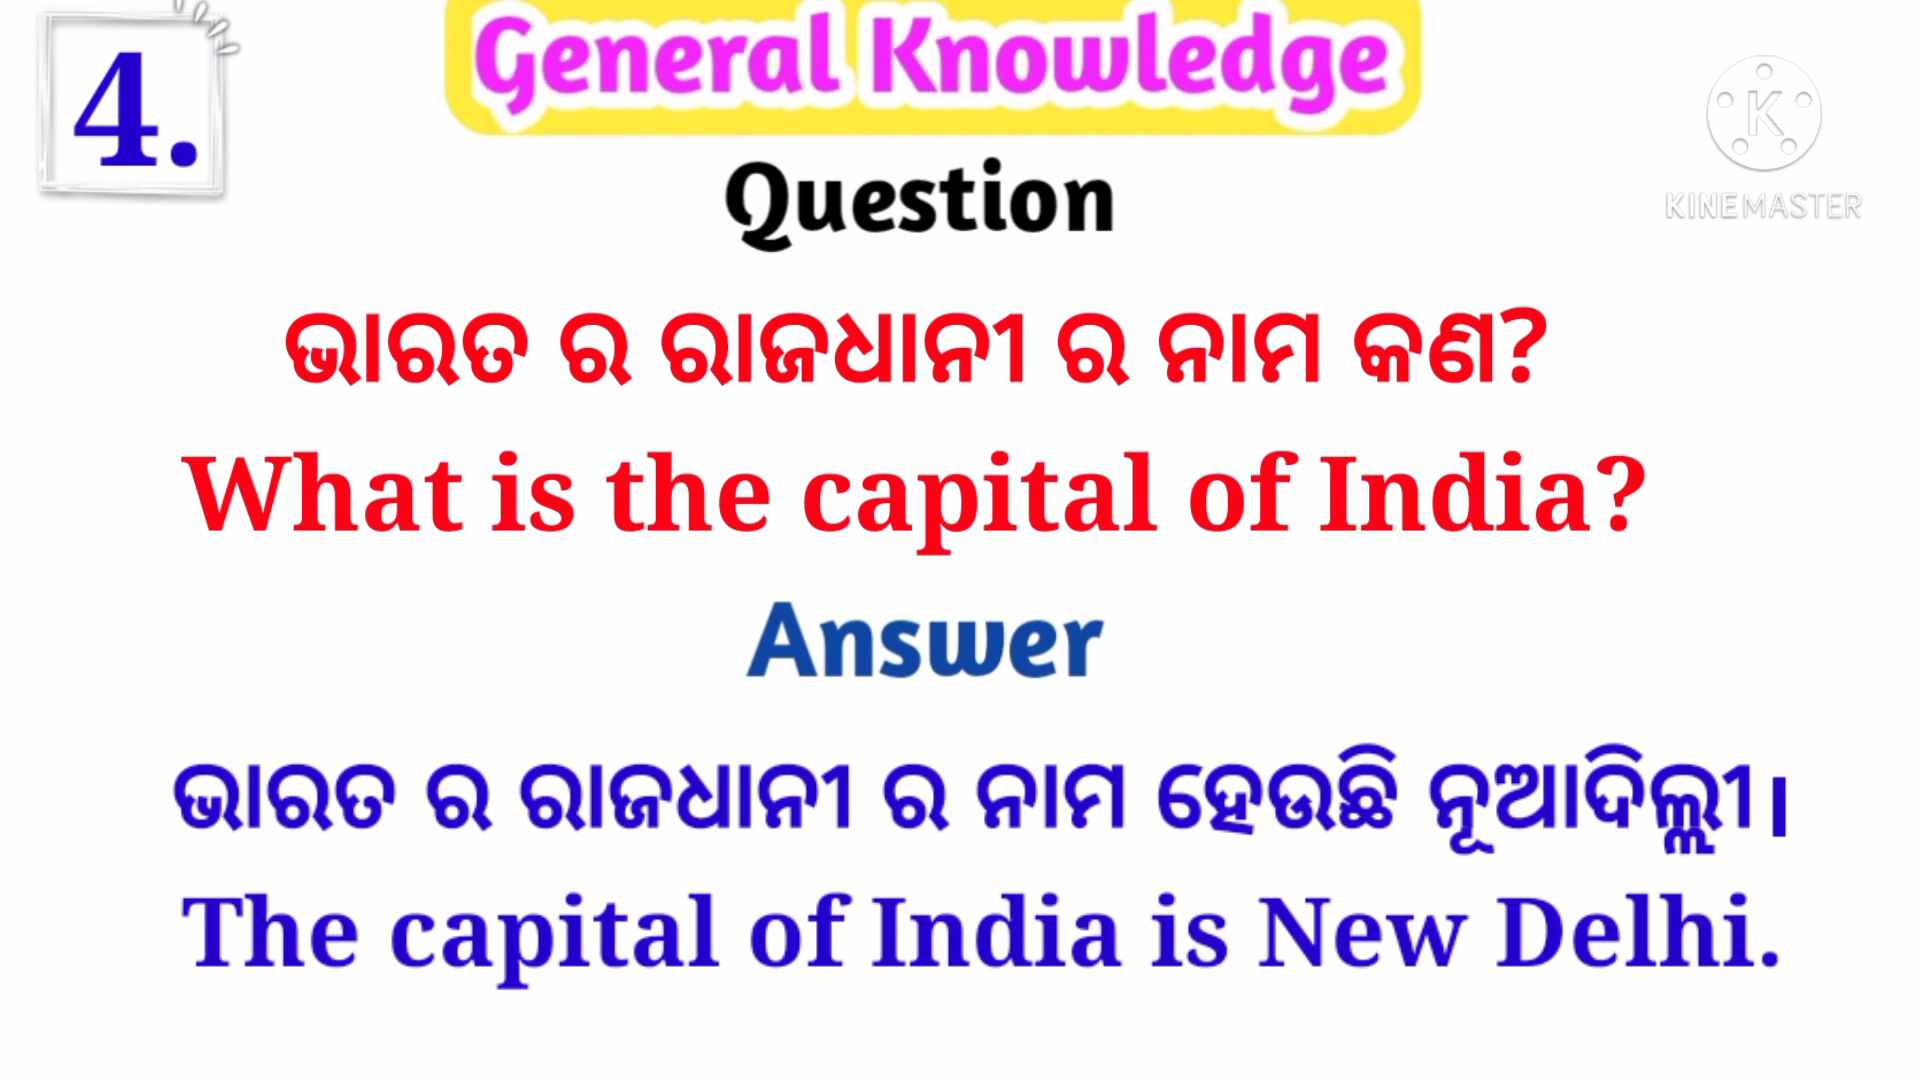 4.
General Knowledge
K
KINEMASTER
Question
ଭାରତ ର ରାଜଧାନୀ ର ନାମ କଣ?
What is the capital of India?
Answer
ଭାରତ ର ରାଜଧାନୀ ର ନାମ ହେଉଛି ନୂଆଦିଲ୍ଲୀ।
The capital of India is New Delhi.